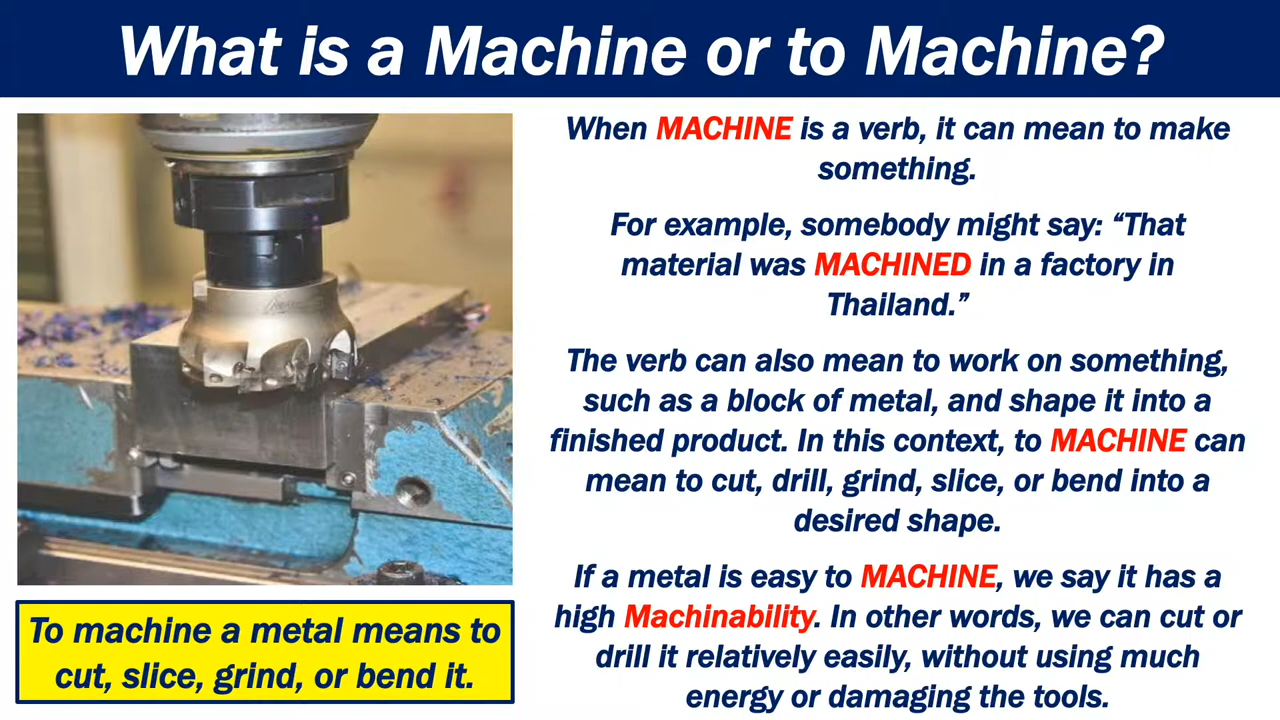 What is a Machine or to Machine?
When MACHINE is a verb, it can mean to make
something.
For example, somebody might say: “That
material was MACHINED in a factory in
Thailand.”
The verb can also mean to work on something,
such as a block of metal, and shape it into a
finished product. In this context, to MACHINE can
mean to cut, drill, grind, slice, or bend into a
desired shape.
If a metal is easy to MACHINE, we say it has a
high Machinability. In other words, we can cut or
drill it relatively easily, without using much
energy or damaging the tools.
To machine a metal means to
cut, slice, grind, or bend it.